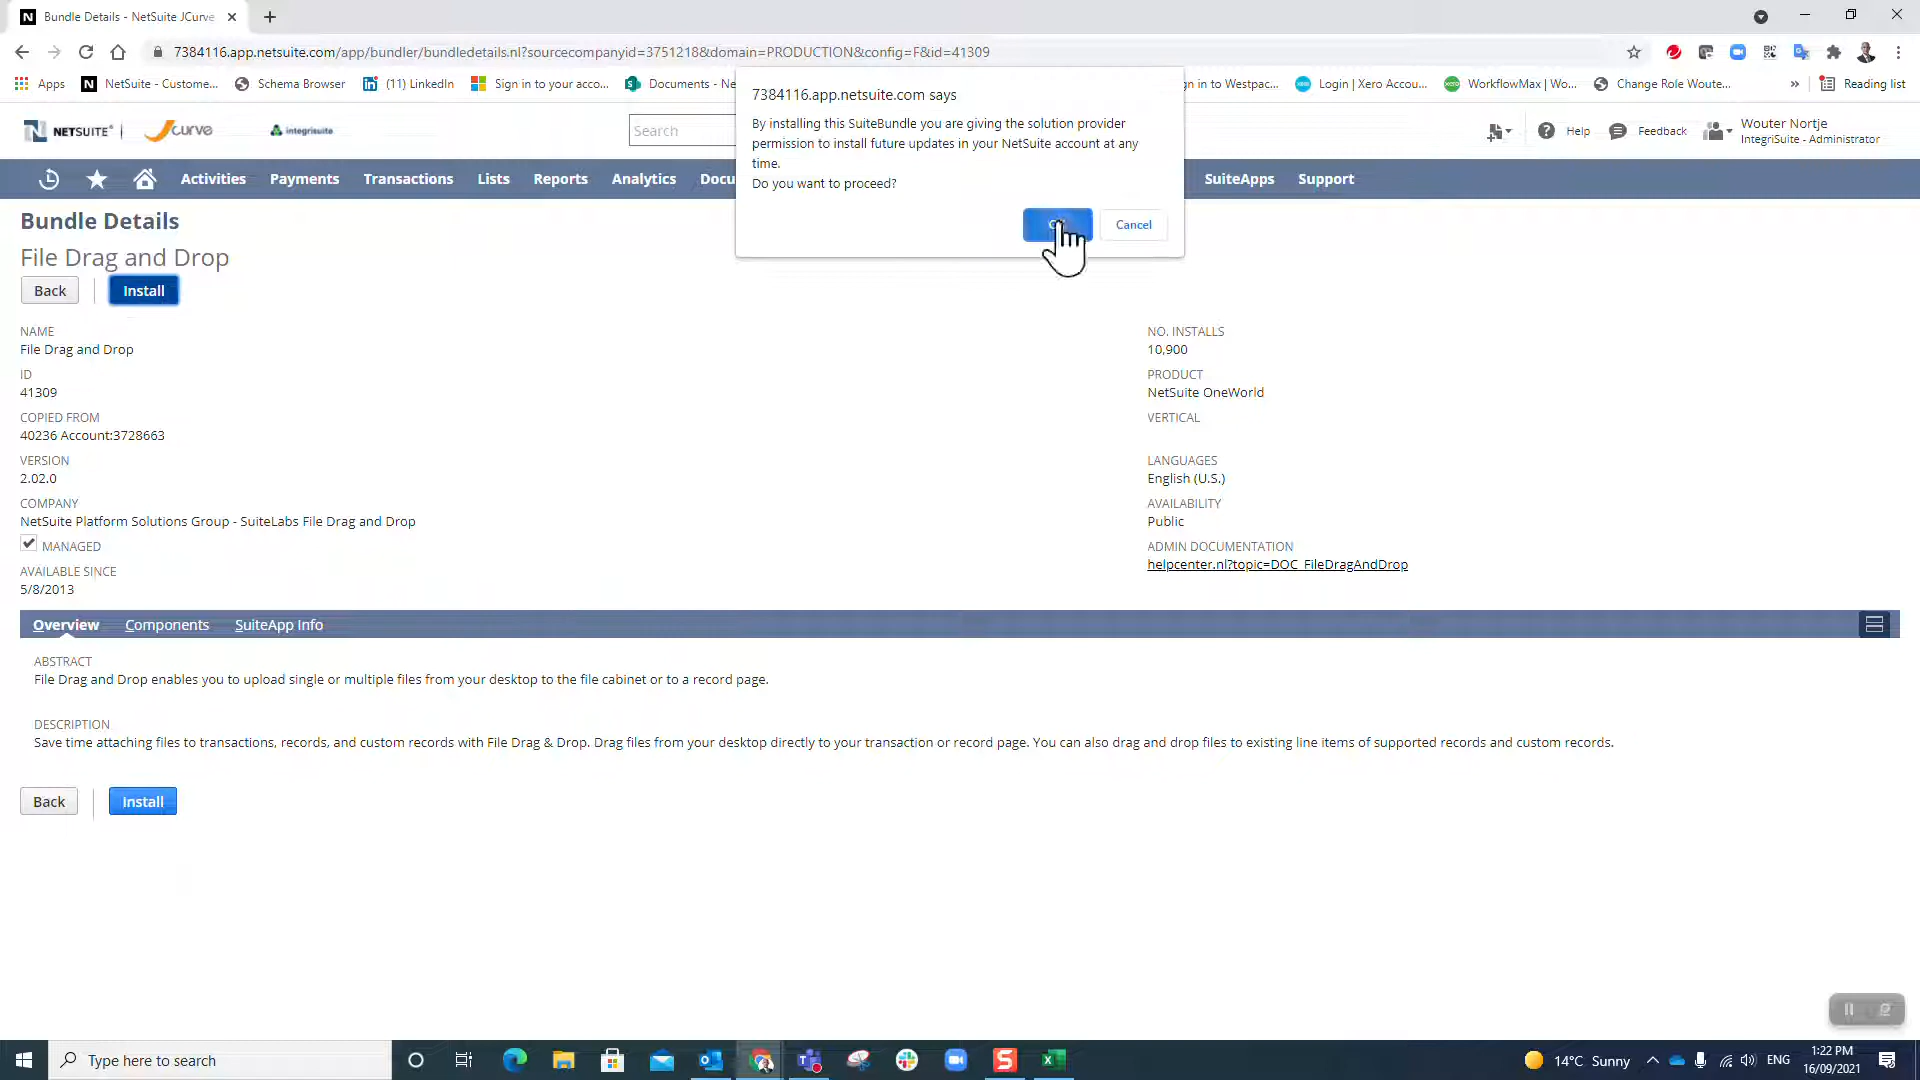 Bundle Details - NetSuite JCurve
7384116.app.netsuite.com/app/bundler/bundledetails.nl?sourcecompanyid=3751218&domain=PRODUCTION&config=F&id=41309
Apps
NetSuite - Custome...
Schema Browser
(11) LinkedIn
Sign in to your acco...
Documents - Ne
gn in to Westpac...
Login | Xero Accou...
WorkflowMax | Wo...
Change Role Woute...
»
Reading list
7384116.app.netsuite.com says
By installing this SuiteBundle you are giving the solution provider
permission to install future updates in your NetSuite account at any
time.
Do you want to proceed?
Cancel
NETSUITE
curve
integrisuite
Search
Help
Feedback
Wouter Nortje
IntegriSuite - Administrator
Activities
Payments
Transactions
Lists
Reports
Analytics
Docu
SuiteApps
Support
Bundle Details
File Drag and Drop
Back
Install
NAME
File Drag and Drop
ID
41309
COPIED FROM
40236 Account:3728663
VERSION
2.02.0
COMPANY
NetSuite Platform Solutions Group - SuiteLabs File Drag and Drop
MANAGED
AVAILABLE SINCE
5/8/2013
NO. INSTALLS
10,900
PRODUCT
NetSuite OneWorld
VERTICAL
LANGUAGES
English (U.S.)
AVAILABILITY
Public
ADMIN DOCUMENTATION
helpcenter.nl?topic=DOC_FileDragAndDrop
Overview
Components
SuiteApp Info
ABSTRACT
File Drag and Drop enables you to upload single or multiple files from your desktop to the file cabinet or to a record page.
DESCRIPTION
Save time attaching files to transactions, records, and custom records with File Drag & Drop. Drag files from your desktop directly to your transaction or record page. You can also drag and drop files to existing line items of supported records and custom records.
Back
Install
Type here to search
14°C Sunny
ENG
1:22 PM
16/09/2021